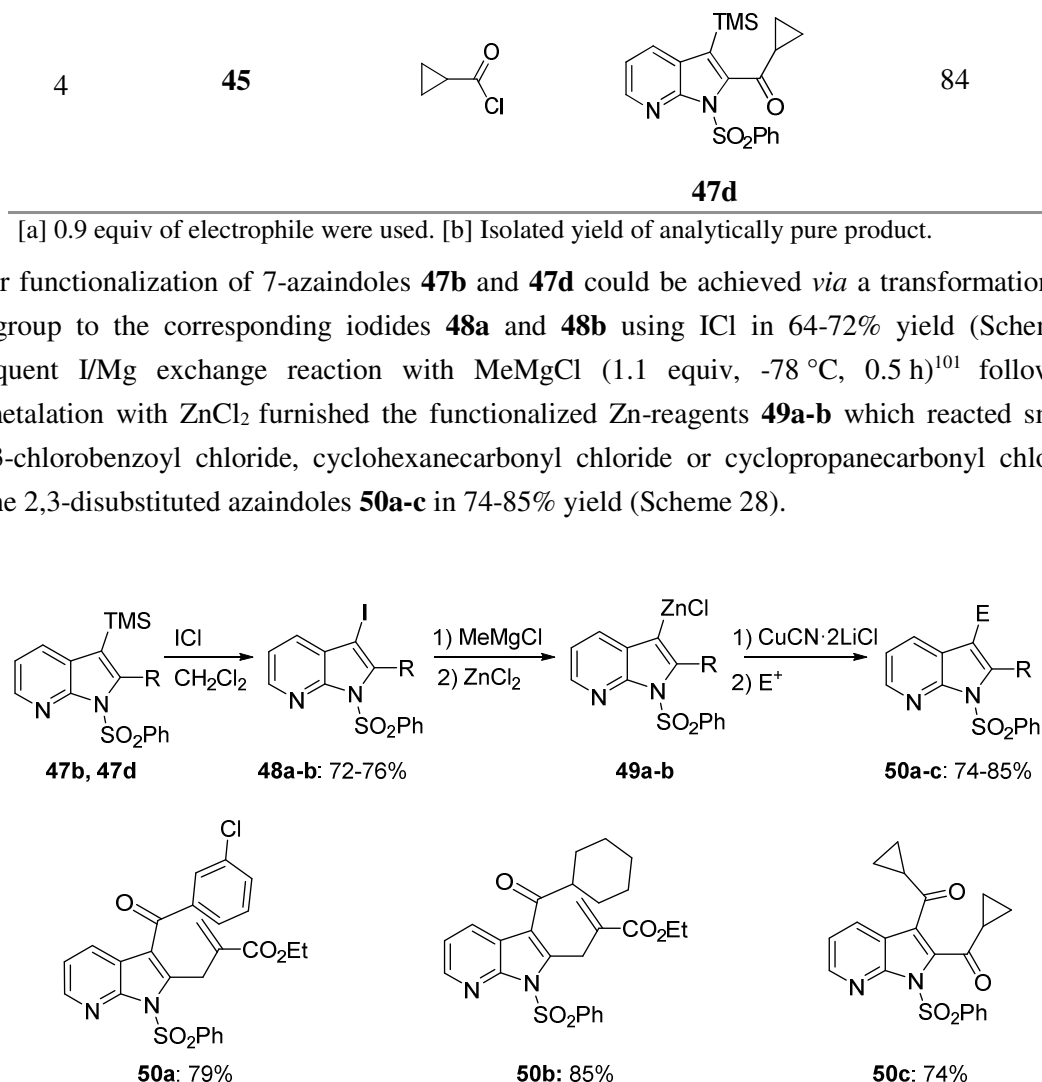 TMS
4 45 O Cl N N O 84
SO2Ph
47d
[a] 0.9 equiv of electrophile were used. [b] Isolated yield of analytically pure product.
r functionalization of 7-azaindoles 47b and 47d could be achieved via a transformation
group to the corresponding iodides 48a and 48b using ICl in 64-72% yield (Schem
quent I/Mg exchange reaction with MeMgCl (1.1 equiv, -78 °C, 0.5 h)101 follow
metalation with ZnCl2 furnished the functionalized Zn-reagents 49a-b which reacted sm
3-chlorobenzoyl chloride, cyclohexanecarbonyl chloride or cyclopropanecarbonyl chlo
ne 2,3-disubstituted azaindoles 50a-c in 74-85% yield (Scheme 28).
TMS I ZnCl E
ICl 1) MeMgCl 1) CuCN·2LiCl
R R R R
CH2Cl2 2) ZnCl2 2) E+
N N N N N N N N
SO2Ph SO2Ph SO2Ph SO2Ph
47b, 47d 48a-b: 72-76% 49a-b 50a-c: 74-85%
Cl
O O O
CO2Et CO2Et
N N N N N N O
SO2Ph SO2Ph SO2Ph
50a: 79% 50b: 85% 50c: 74%